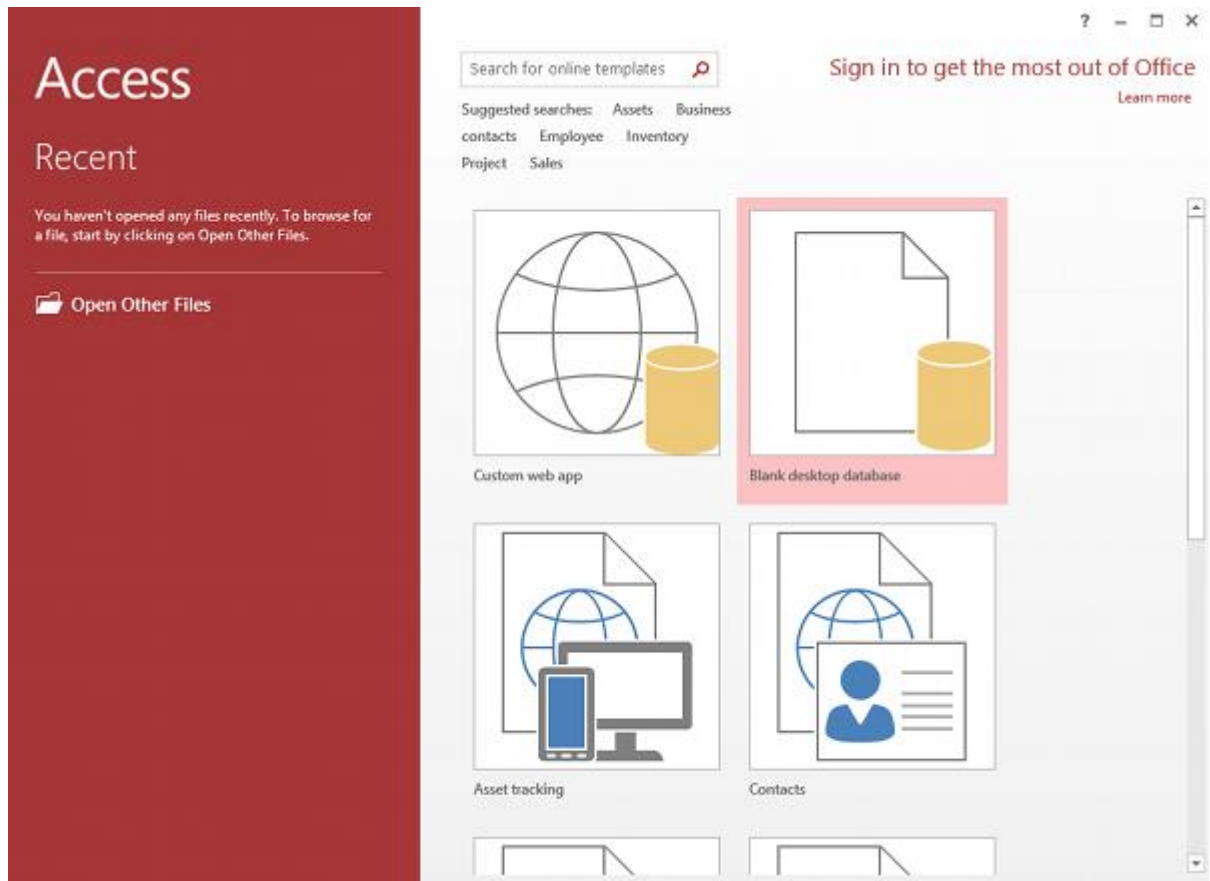 ?
Access
Search for online templates
Sign in to get the most out of Office
Learn more
Suggested searches: Assets Business
contacts Employee Inventory
Project Sales
Recent
You haven't opened any files recently. To browse for
a file, start by clicking on Open Other Files.
Open Other Files
Custom web app
Blank desktop database
Asset tracking
Contacts